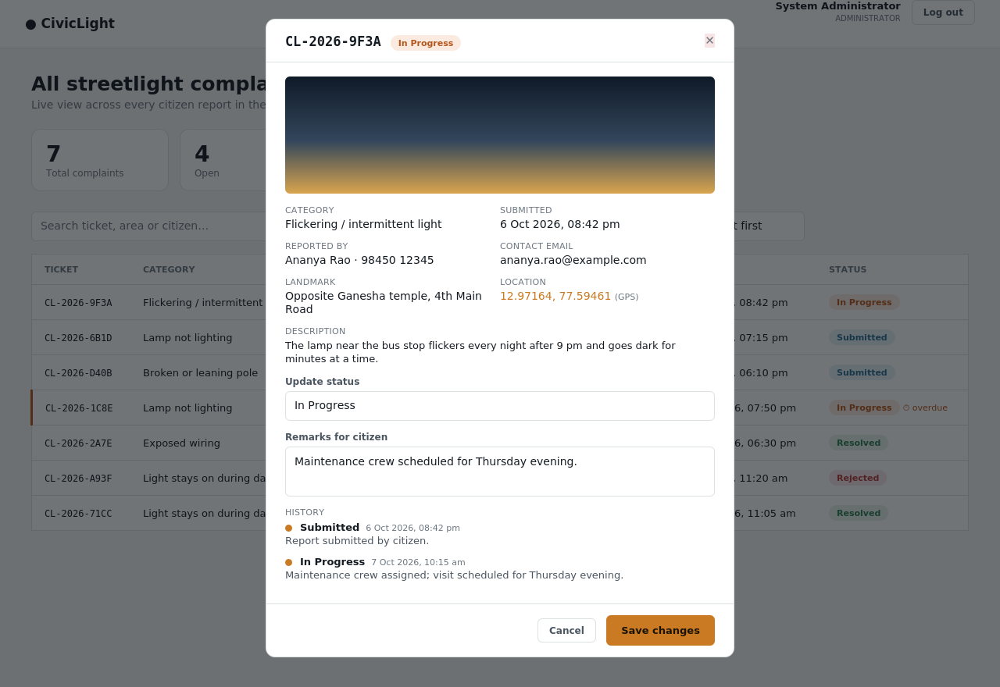 CivicLight
System Administrator
ADMINISTRATOR
Log out
All streetlight compla
Live view across every citizen report in the
7
Total complaints
4
Open
Search ticket, area or citizen…
t first
TICKET
CATEGORY
STATUS
CL-2026-9F3A
Flickering / intermittent
, 08:42 pm
In Progress
CL-2026-6B1D
Lamp not lighting
, 07:15 pm
Submitted
CL-2026-D40B
Broken or leaning pole
, 06:10 pm
Submitted
CL-2026-1C8E
Lamp not lighting
6, 07:50 pm
In Progress
⏱ overdue
CL-2026-2A7E
Exposed wiring
6, 06:30 pm
Resolved
CL-2026-A93F
Light stays on during da
, 11:20 am
Rejected
CL-2026-71CC
Light stays on during da
6, 11:05 am
Resolved
CL-2026-9F3A
In Progress
✕
CATEGORY
Flickering / intermittent light
SUBMITTED
6 Oct 2026, 08:42 pm
REPORTED BY
Ananya Rao · 98450 12345
CONTACT EMAIL
ananya.rao@example.com
LANDMARK
Opposite Ganesha temple, 4th Main
Road
LOCATION
12.97164, 77.59461 (GPS)
DESCRIPTION
The lamp near the bus stop flickers every night after 9 pm and goes dark for
minutes at a time.
Update status
In Progress
Remarks for citizen
Maintenance crew scheduled for Thursday evening.
HISTORY
Submitted 6 Oct 2026, 08:42 pm
Report submitted by citizen.
In Progress 7 Oct 2026, 10:15 am
Maintenance crew assigned; visit scheduled for Thursday evening.
Cancel
Save changes